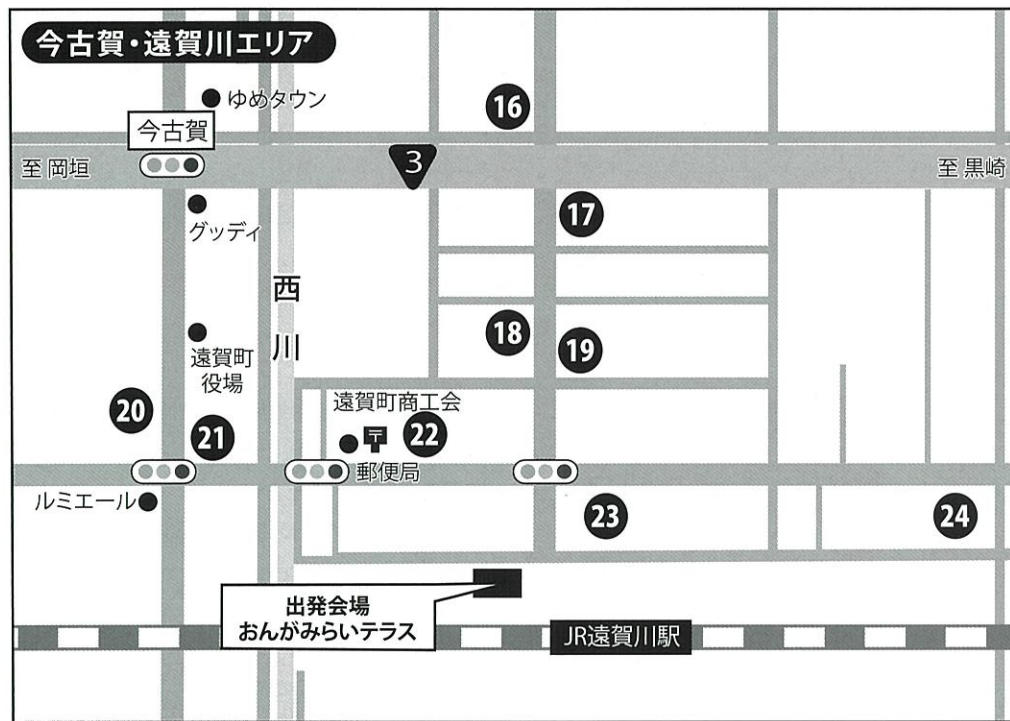 今古賀・遠賀川エリア
ゆめタウン
16
今古賀
至 岡垣
3
至 黒崎
グッディ
17
西川
18
19
遠賀町
役場
20
21
遠賀町商工会
〒
22
郵便局
ルミエール
23
24
出発会場
おんがみらいテラス
JR遠賀川駅